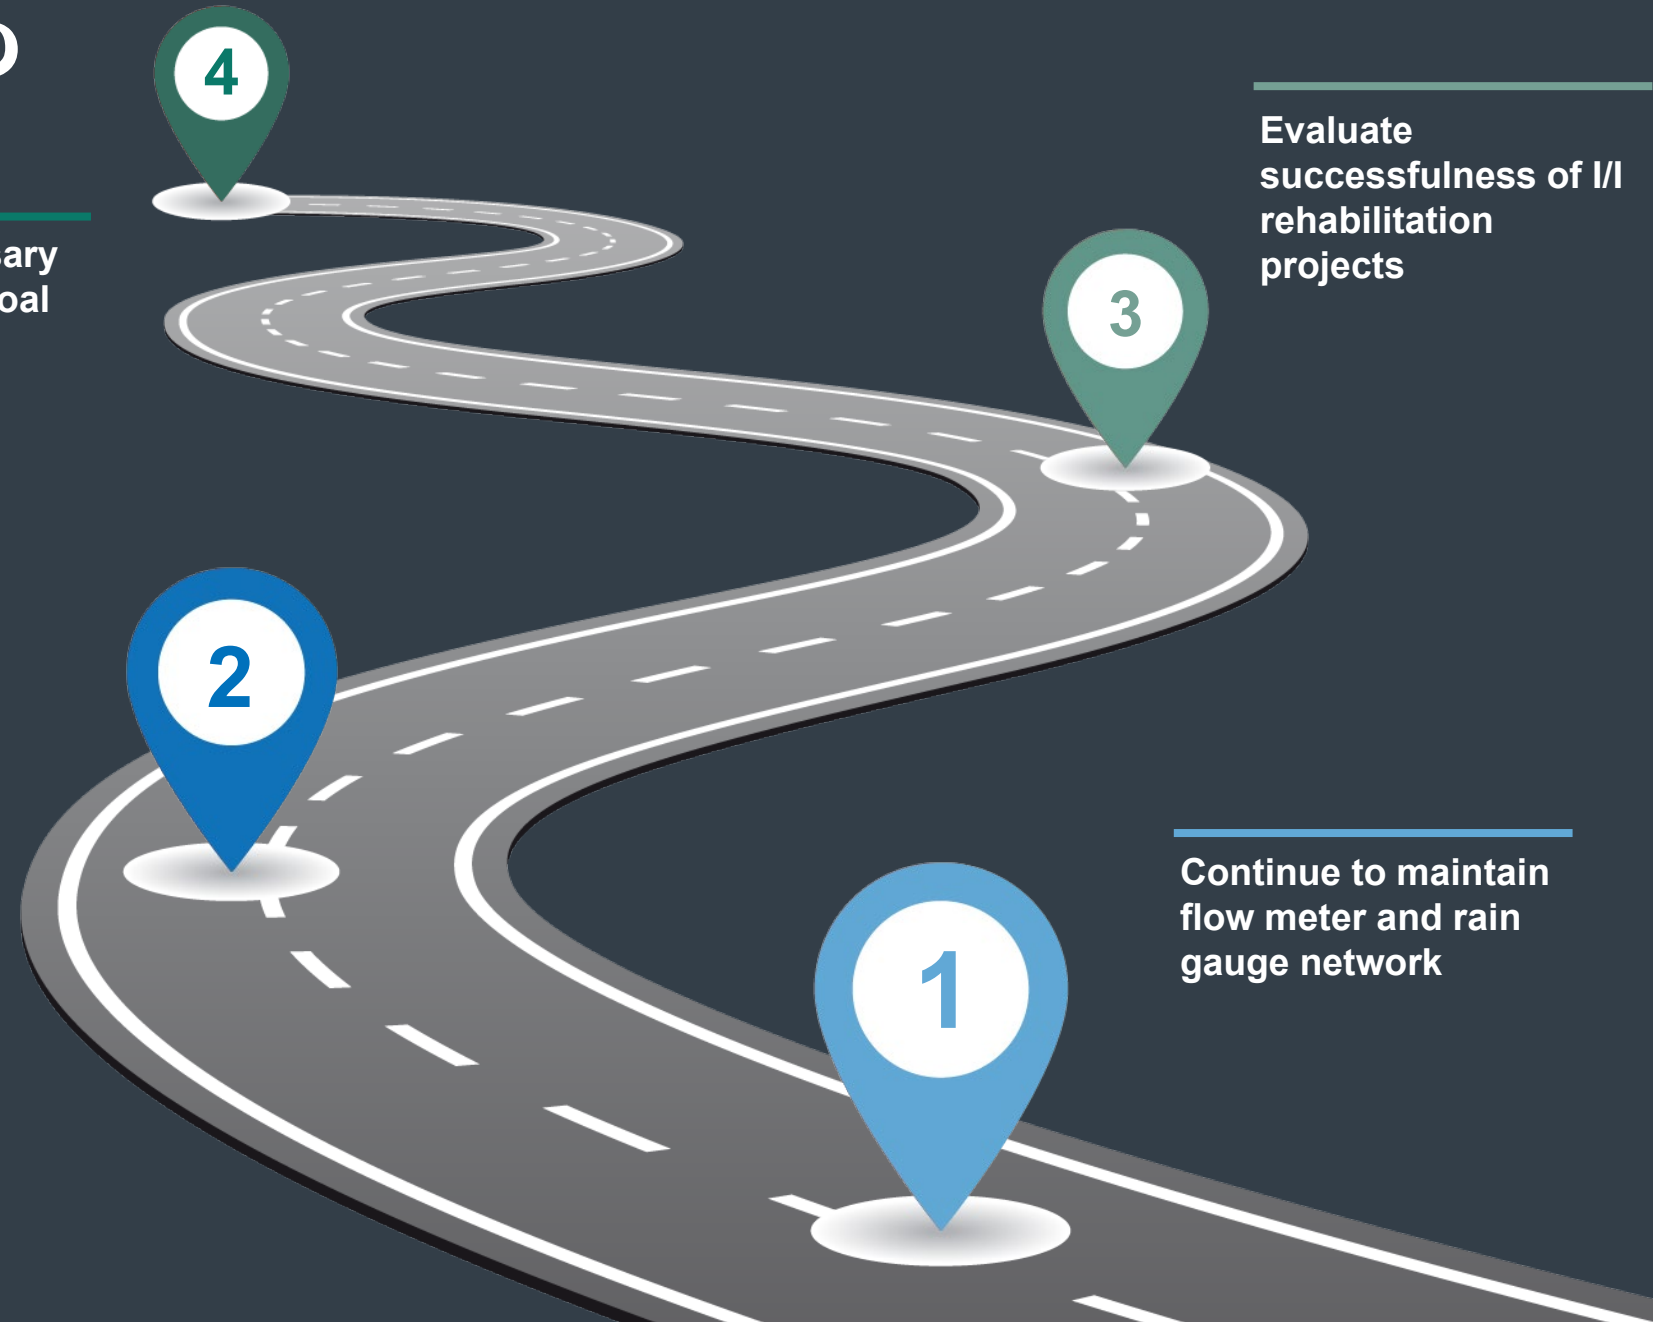 4
Evaluate
successfulness of I/I
rehabilitation
projects
3
2
Continue to maintain
flow meter and rain
gauge network
1